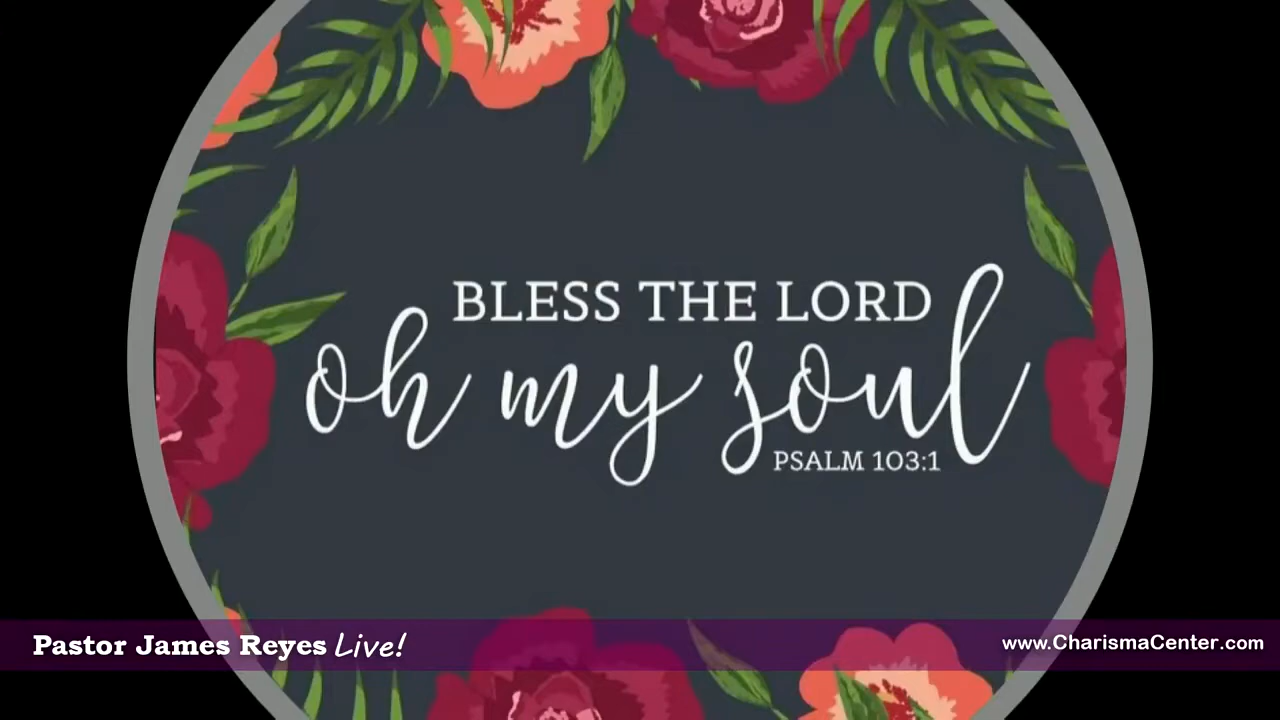 BLESS THE LORD
oh my soul
PSALM 103:1
Pastor James Reyes Live!
www.CharismaCenter.com